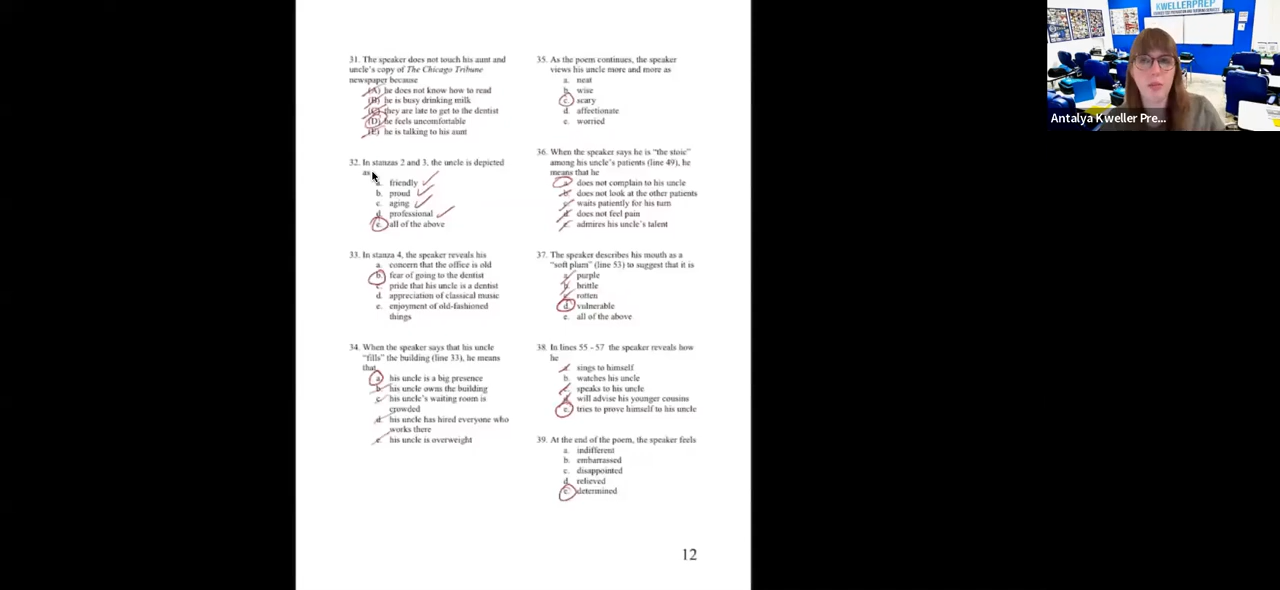 31. The speaker does not touch his aunt and
uncle's copy of The Chicago Tribune
newspaper because
(A) he does not know how to read
(B) he is busy drinking milk
(C) they are late to get to the dentist
(D) he feels uncomfortable
(E) he is talking to his aunt
32. In stanzas 2 and 3, the uncle is depicted
as
a. friendly
b. proud
c. aging
d. professional
e. all of the above
33. In stanza 4, the speaker reveals his
a. concern that the office is old
b. fear of going to the dentist
c. pride that his uncle is a dentist
d. appreciation of classical music
e. enjoyment of old-fashioned
things
34. When the speaker says that his uncle
"fills" the building (line 33), he means
that
a. his uncle is a big presence
b. his uncle owns the building
c. his uncle's waiting room is
crowded
d. his uncle has hired everyone who
works there
e. his uncle is overweight
35. As the poem continues, the speaker
views his uncle more and more as
a. neat
b. wise
c. scary
d. affectionate
e. worried
36. When the speaker says he is "the stoic"
among his uncle's patients (line 49), he
means that he
a. does not complain to his uncle
b. does not look at the other patients
c. waits patiently for his turn
d. does not feel pain
e. admires his uncle's talent
37. The speaker describes his mouth as a
"soft plum" (line 53) to suggest that it is
a. purple
b. brittle
c. rotten
d. vulnerable
e. all of the above
38. In lines 55 - 57 the speaker reveals how
he
a. sings to himself
b. watches his uncle
c. speaks to his uncle
d. will advise his younger cousins
e. tries to prove himself to his uncle
39. At the end of the poem, the speaker feels
a. indifferent
b. embarrassed
c. disappointed
d. relieved
e. determined
12
KWELLERPREP
Antalya Kweller Pre...